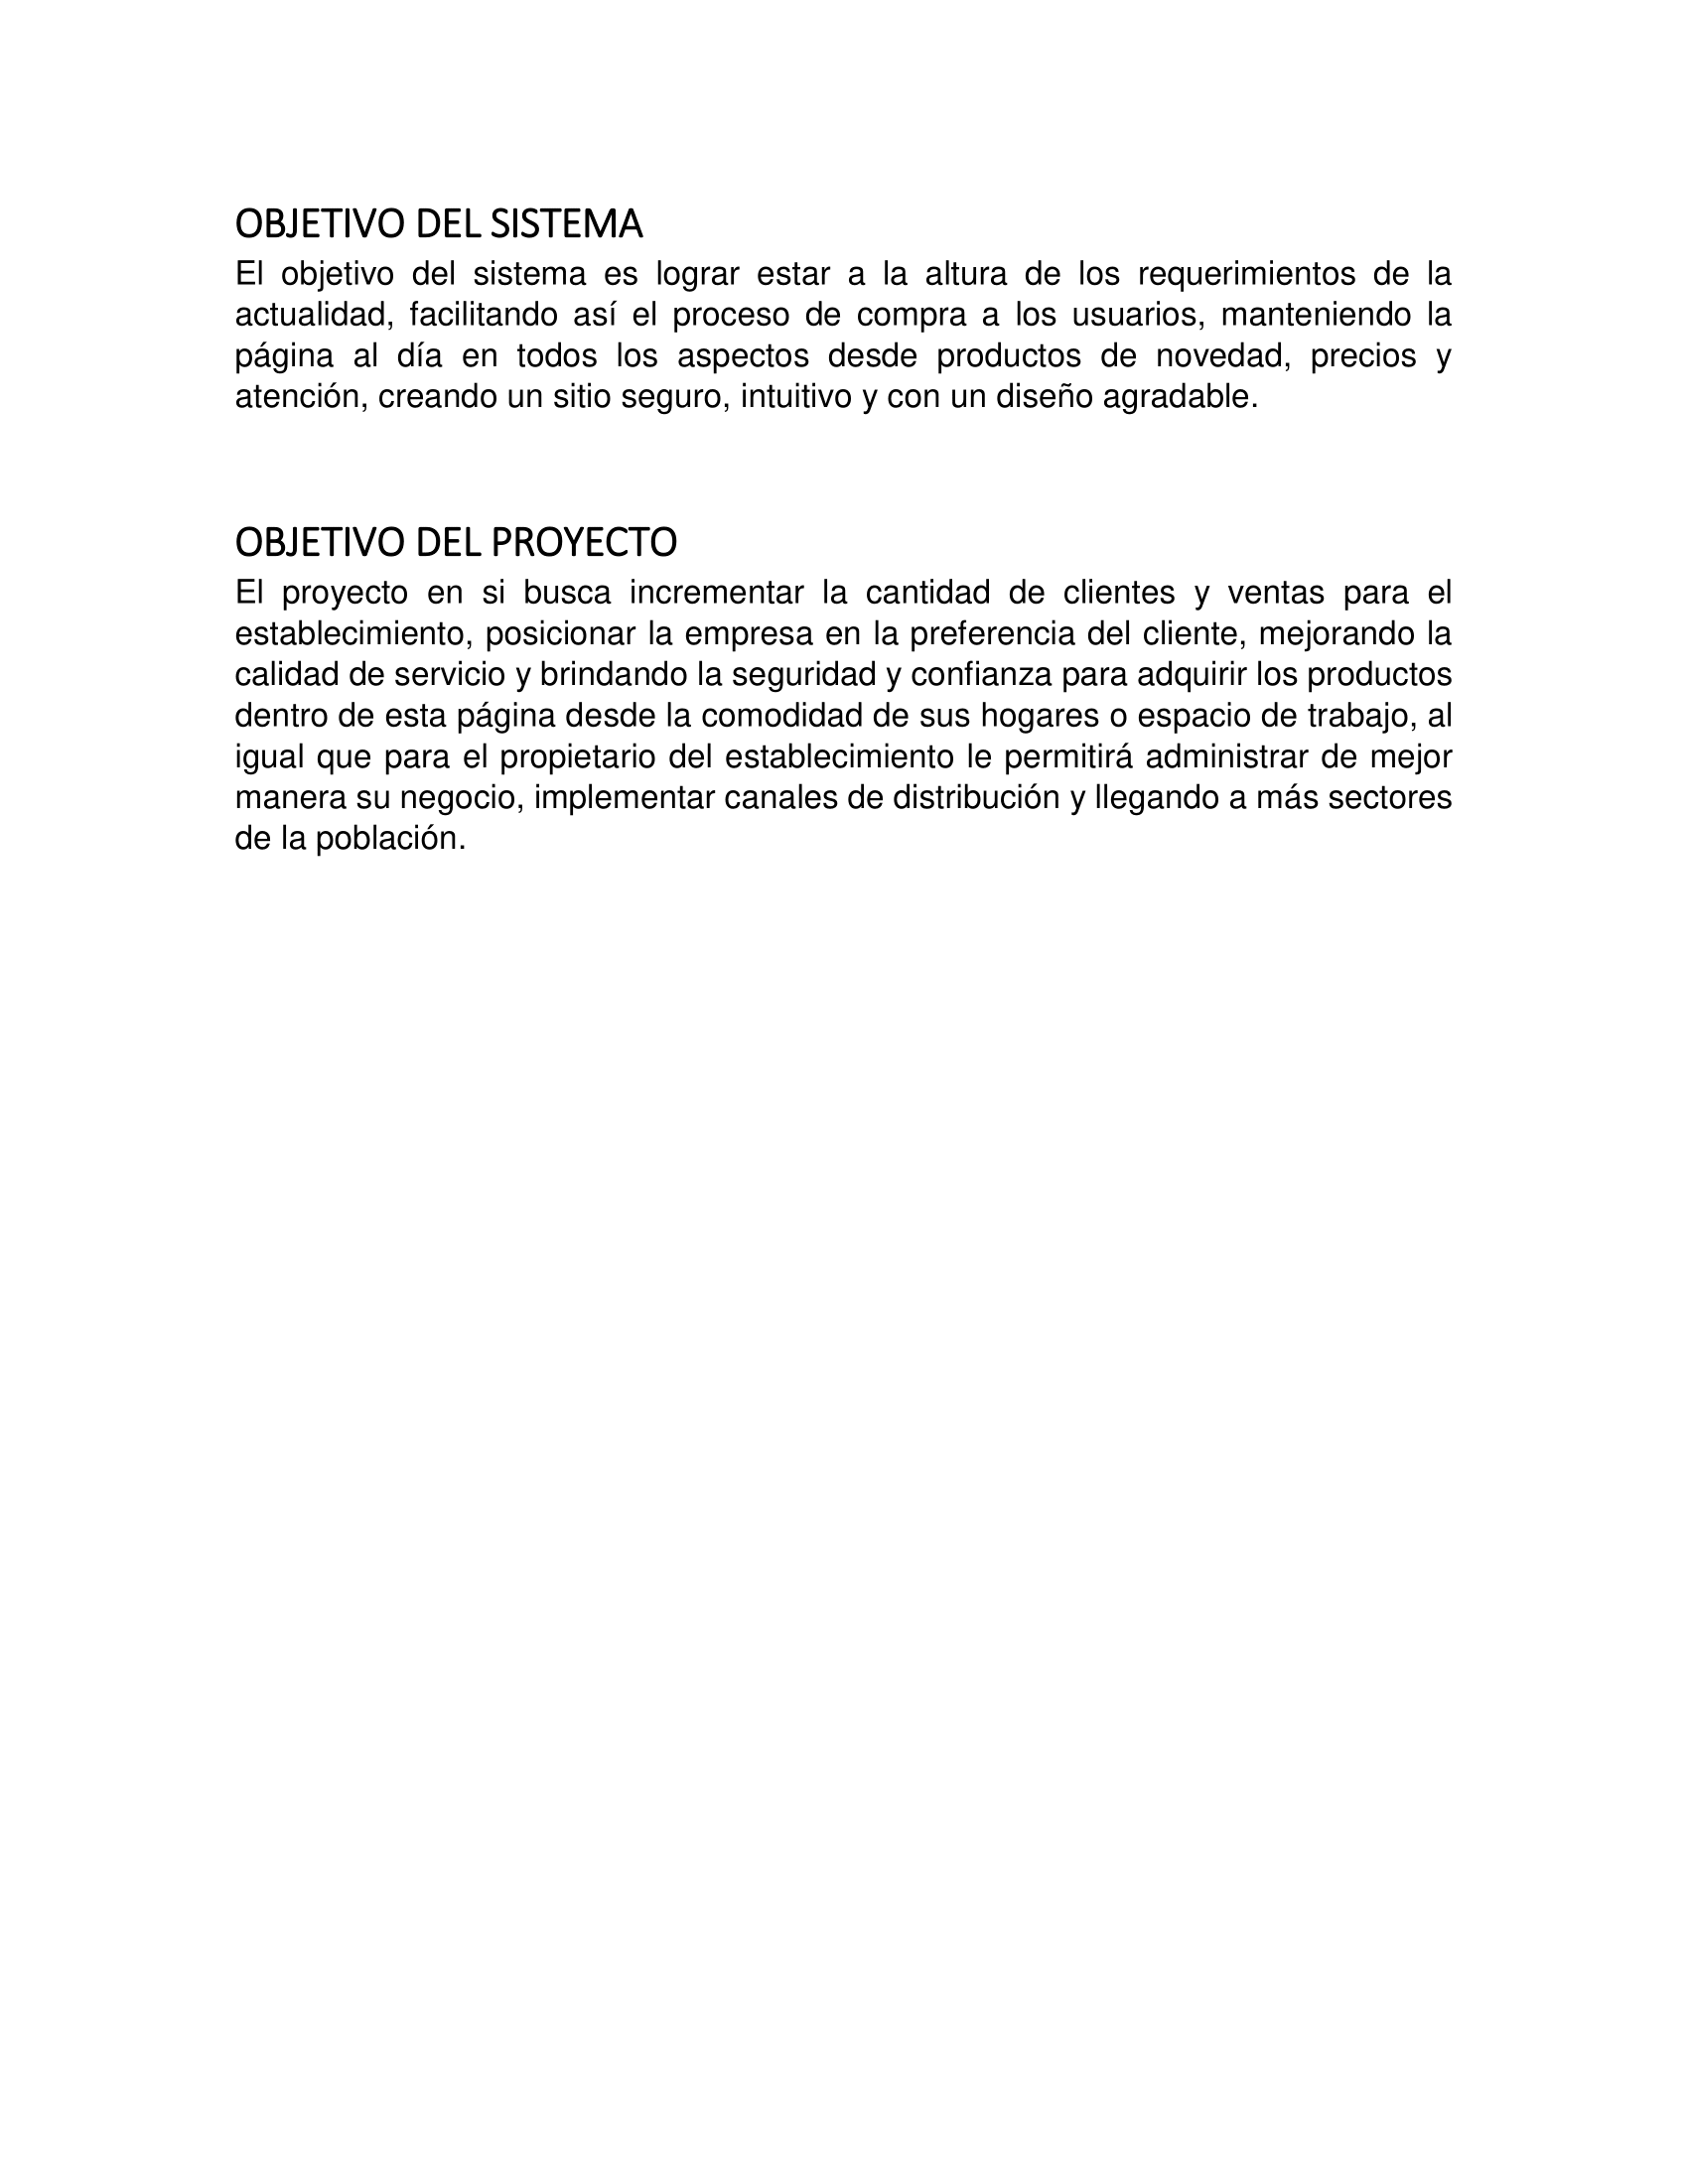 OBJETIVO DEL SISTEMA
El objetivo del sistema es lograr estar a la altura de los requerimientos de la
actualidad, facilitando así el proceso de compra a los usuarios, manteniendo la
página al día en todos los aspectos desde productos de novedad, precios y
atención, creando un sitio seguro, intuitivo y con un diseño agradable.
OBJETIVO DEL PROYECTO
El proyecto en si busca incrementar la cantidad de clientes y ventas para el
establecimiento, posicionar la empresa en la preferencia del cliente, mejorando la
calidad de servicio y brindando la seguridad y confianza para adquirir los productos
dentro de esta página desde la comodidad de sus hogares o espacio de trabajo, al
igual que para el propietario del establecimiento le permitirá administrar de mejor
manera su negocio, implementar canales de distribución y llegando a más sectores
de la población.